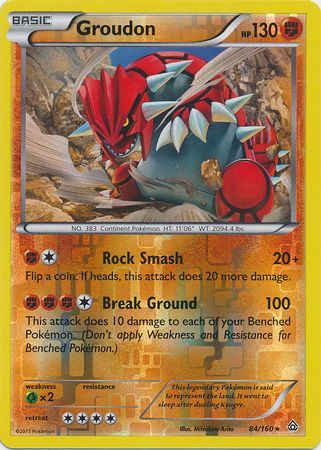 BASIC
Groudon
HP 130
NO. 383 Continent Pokémon HT: 11'06" WT: 2094.4 lbs.
Rock Smash 20+
Flip a coin. If heads, this attack does 20 more damage.
Break Ground 100
This attack does 10 damage to each of your Benched
Pokémon. (Don't apply Weakness and Resistance for
Benched Pokémon.)
weakness resistance
×2
retreat
This legendary Pokémon is said
to represent the land. It went to
sleep after dueling Kyogre.
©2015 Pokémon
Illus. Mitsuhiro Arita
84/160 ★